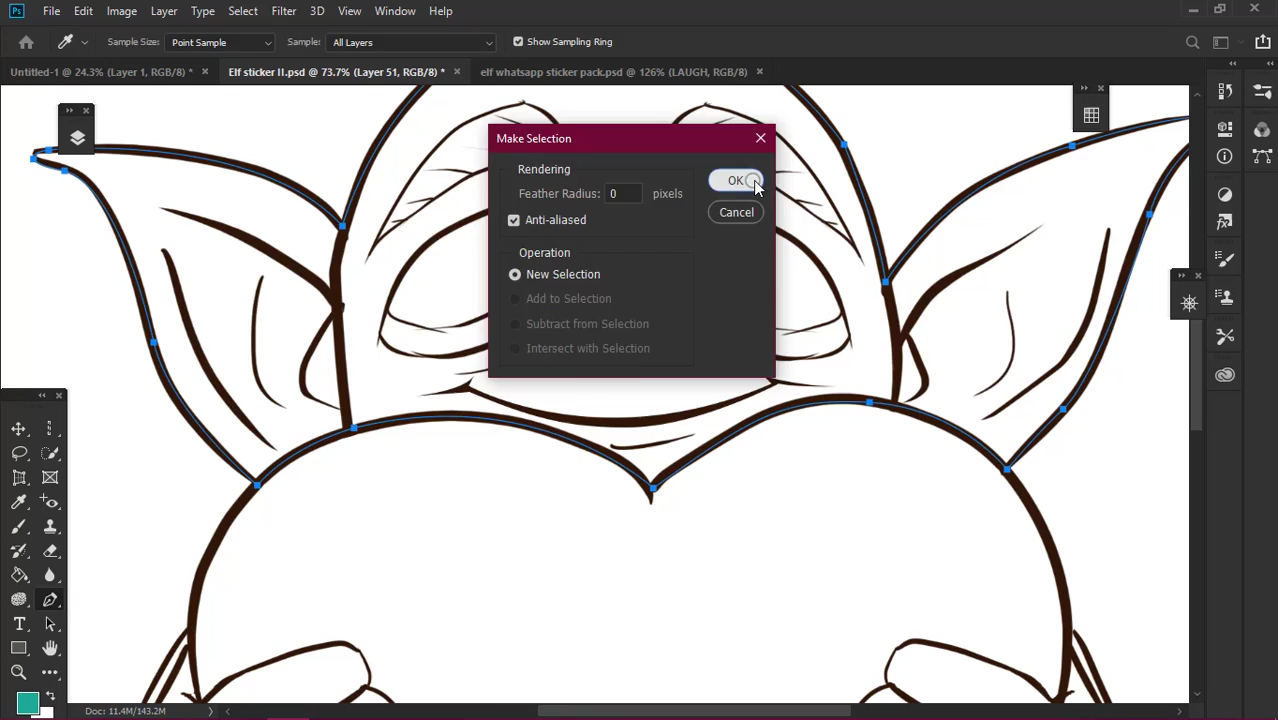 Ps File Edit Image Layer Type Select Filter 3D View Window Help
Sample Size: Point Sample Sample: All Layers Show Sampling Ring
Untitled-1 @ 24.3% (Layer 1, RGB/8) * Elf sticker II.psd @ 73.7% (Layer 51, RGB/8) * elf whatsapp sticker pack.psd @ 126% (LAUGH, RGB/8)
Make Selection
Rendering
Feather Radius: 0 pixels
Anti-aliased
OK
Cancel
Operation
New Selection
Add to Selection
Subtract from Selection
Intersect with Selection
Doc: 11.4M/143.2M